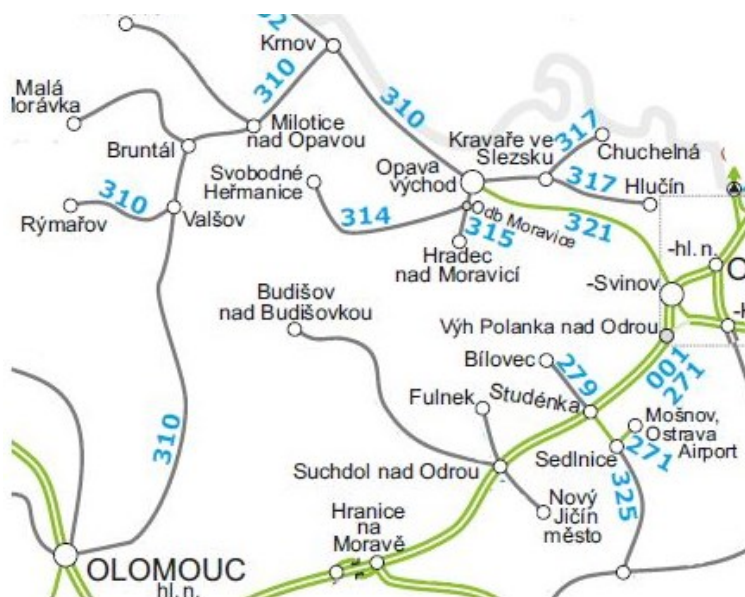 Krnov
310
310
Malá
Morávka
Milotice
nad Opavou
Bruntál
Kravaře ve
Slezsku
317
Chuchelná
Opava
východ
317
Hlučín
Svobodné
Heřmanice
310
Rýmařov
Valšov
314
odb Moravice
315
321
Hradec
nad Moravicí
-hl. n.
-Svinov
Budišov
nad Budišovkou
Výh Polanka nad Odrou
001
271
Bílovec
279
Fulnek
Studénka
Mošnov,
Ostrava
Airport
271
Sedlnice
310
325
Suchdol nad Odrou
Nový
Jičín
město
Hranice
na
Moravě
OLOMOUC
hl. n.